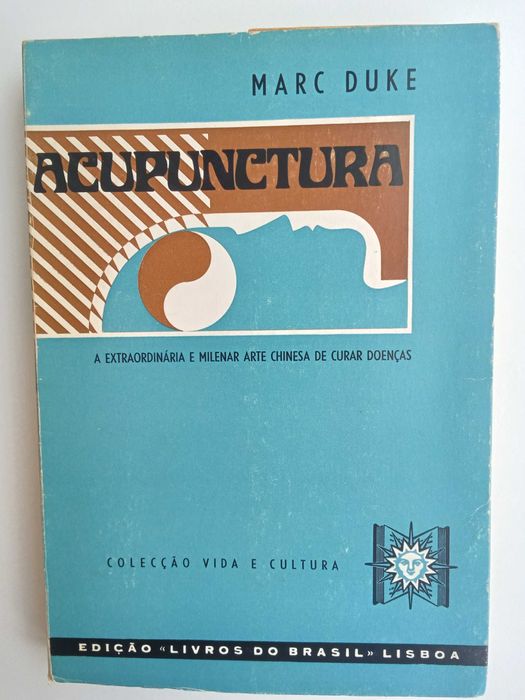 MARC DUKE
ACUPUNCTURA
A EXTRAORDINÁRIA E MILENAR ARTE CHINESA DE CURAR DOENÇAS
COLECÇÃO VIDA E CULTURA
EDIÇÃO «LIVROS DO BRASIL» LISBOA